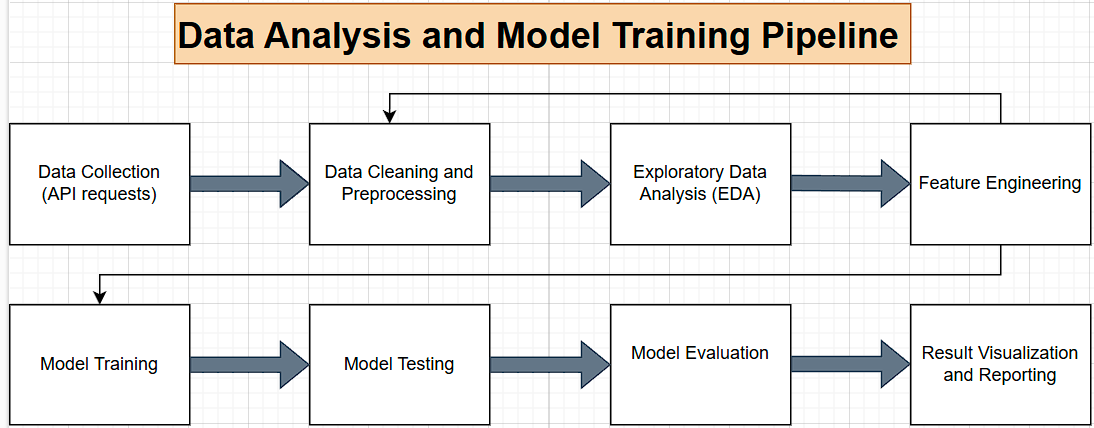 Data Analysis and Model Training Pipeline
Data Collection
(API requests)
Data Cleaning and
Preprocessing
Exploratory Data
Analysis (EDA)
Feature Engineering
Model Training
Model Testing
Model Evaluation
Result Visualization
and Reporting